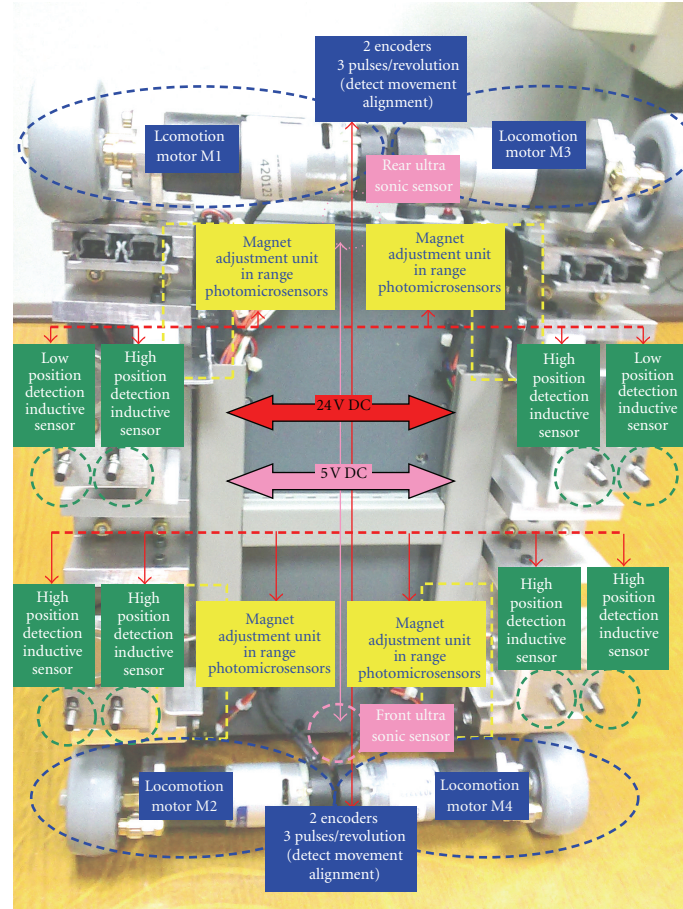 2 encoders
3 pulses/revolution
(detect movement
alignment)
Lcomotion
motor M1
Locomotion
motor M3
420123
Rear ultra
sonic sensor
Magnet
adjustment unit
in range
photomicrosensors
Magnet
adjustment unit
in range
photomicrosensors
Low
position
detection
inductive
sensor
High
position
detection
inductive
sensor
High
position
detection
inductive
sensor
Low
position
detection
inductive
sensor
24 V DC
5 V DC
High
position
detection
inductive
sensor
High
position
detection
inductive
sensor
Magnet
adjustment unit
in range
photomicrosensors
Magnet
adjustment unit
in range
photomicrosensors
High
position
detection
inductive
sensor
High
position
detection
inductive
sensor
Front ultra
sonic sensor
Locomotion
motor M2
Locomotion
motor M4
2 encoders
3 pulses/revolution
(detect movement
alignment)